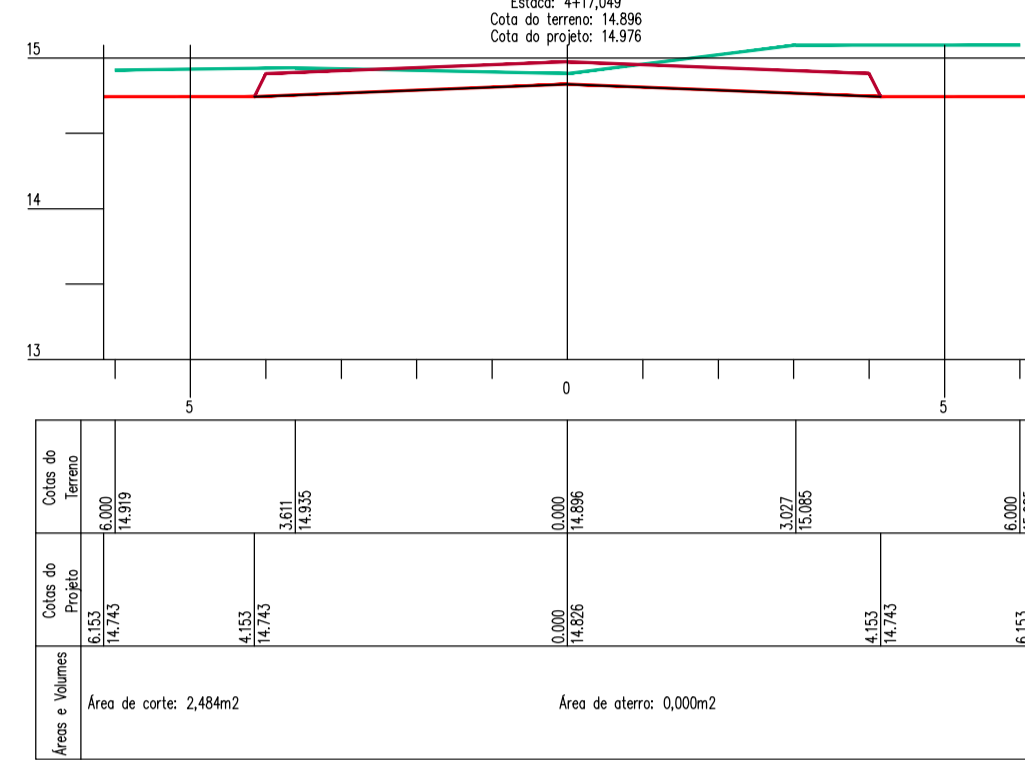 Estaca: 4+17,049
Cota do terreno: 14.896
Cota do projeto: 14.976
15
14
13
5
0
5
Cotas do
Terreno
6.000
14.919
3.611
14.935
0.000
14.896
3.027
15.085
6.000
Cotas do
Projeto
6.153
14.743
4.153
14.743
0.000
14.826
4.153
14.743
6.153
Áreas e Volumes
Área de corte: 2,484m2
Área de aterro: 0,000m2